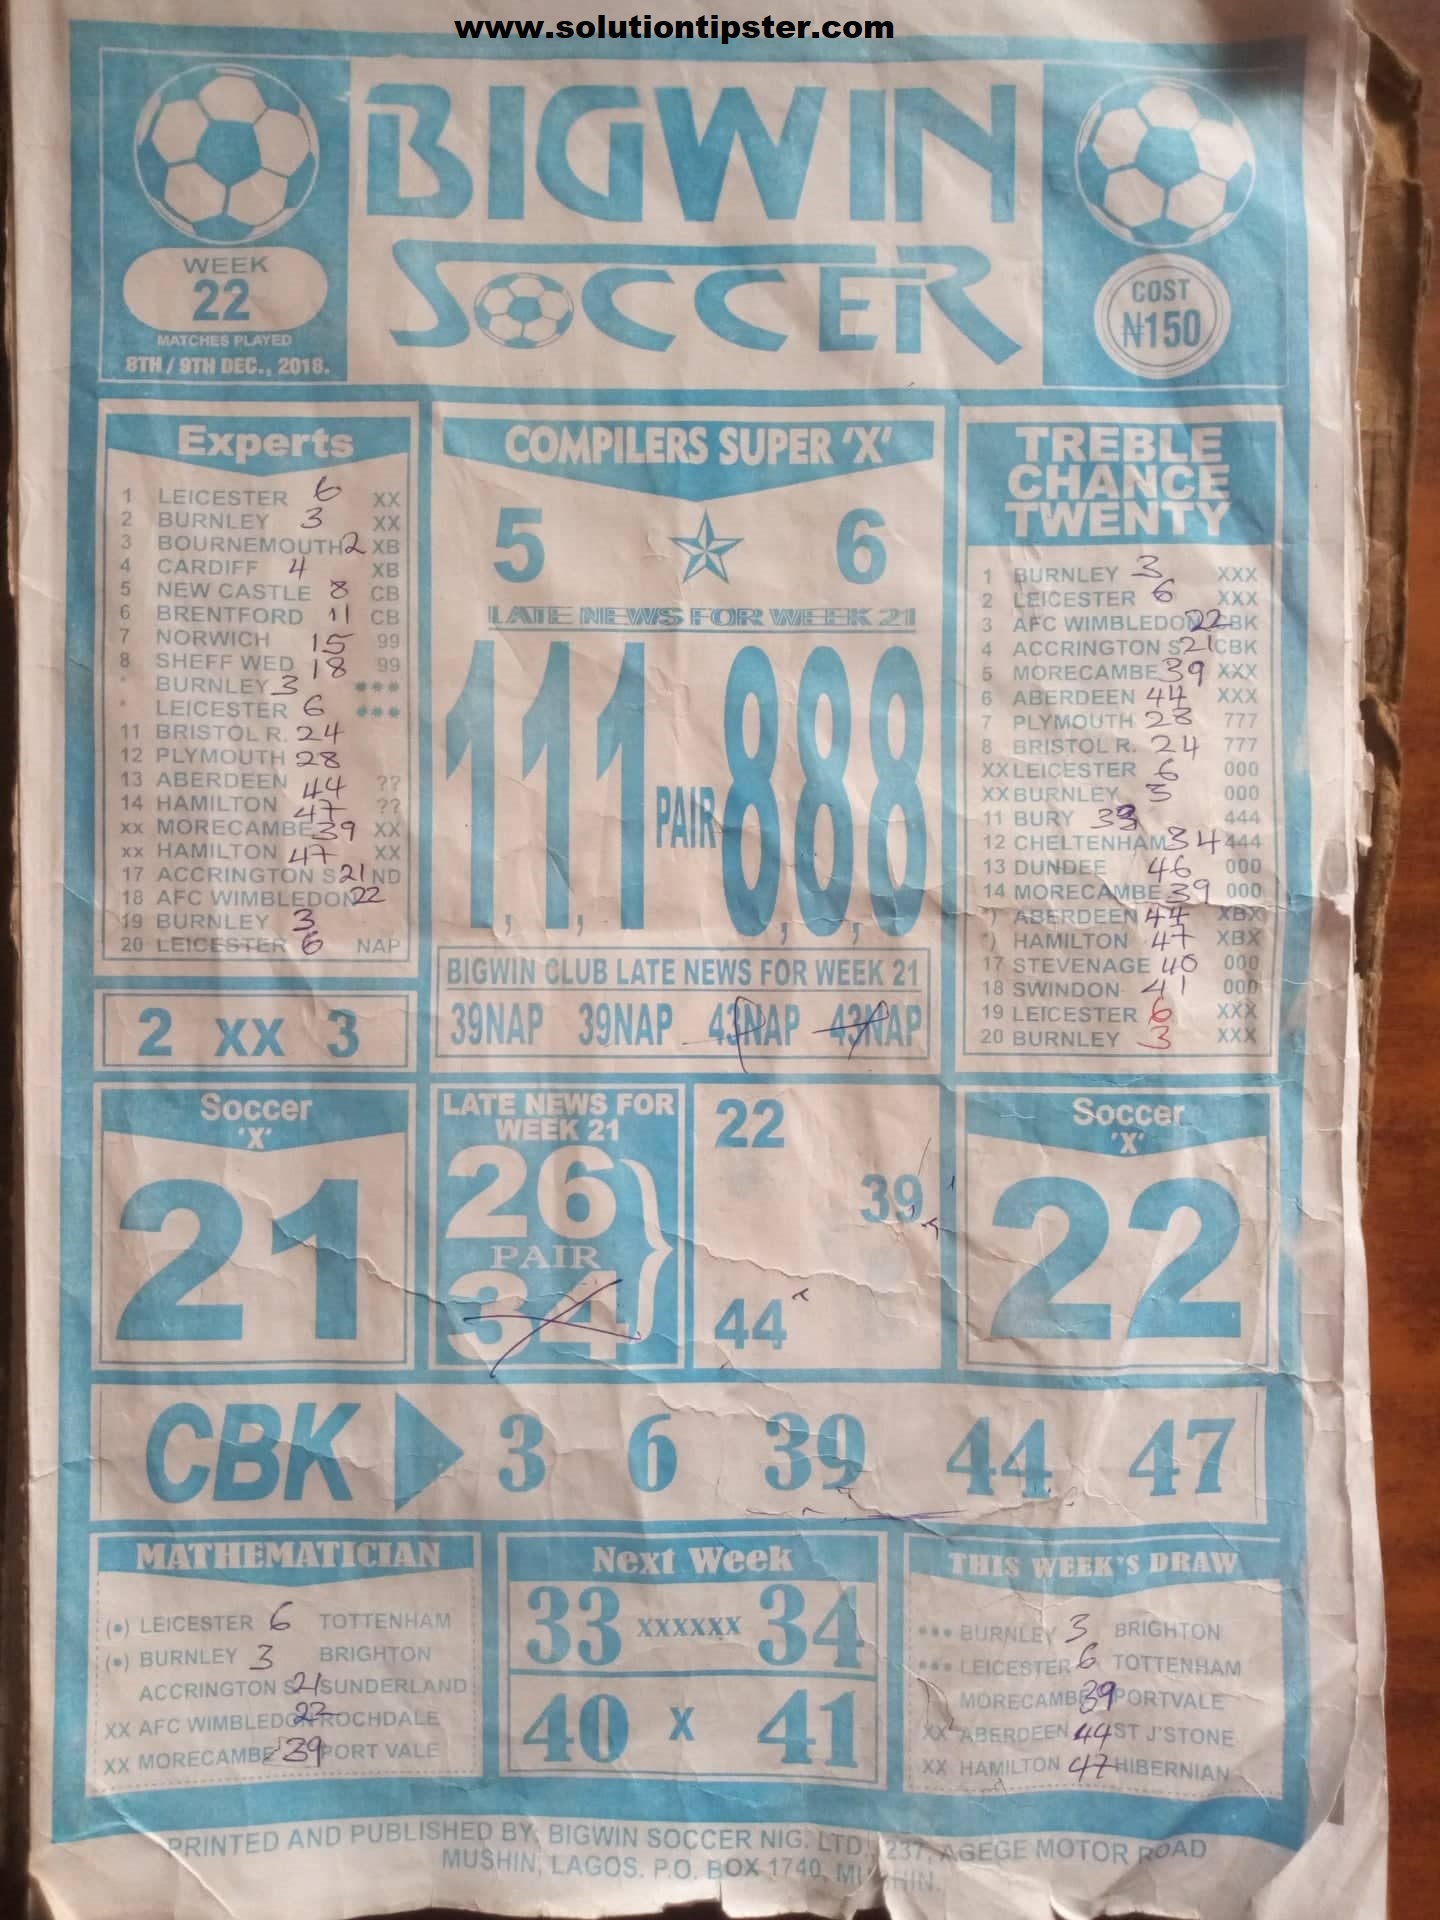 www.solutiontipster.com
BIGWIN
SOCCER
WEEK
22
MATCHES PLAYED
8TH / 9TH DEC., 2018.
COST
₦150
Experts
1 LEICESTER 6 XX
2 BURNLEY 3 XX
3 BOURNEMOUTH 2 XB
4 CARDIFF 4 XB
5 NEW CASTLE 8 CB
6 BRENTFORD 11 CB
7 NORWICH 15 99
8 SHEFF WED 18 99
* BURNLEY 3 ***
* LEICESTER 6 ***
11 BRISTOL R. 24
12 PLYMOUTH 28
13 ABERDEEN 44 ??
14 HAMILTON 47 ??
xx MORECAMBE 39 XX
xx HAMILTON 47 XX
17 ACCRINGTON S 21 ND
18 AFC WIMBLEDON 22
19 BURNLEY 3
20 LEICESTER 6 NAP
2 XX 3
COMPILERS SUPER 'X'
5 6
LATE NEWS FOR WEEK 21
1,1,1 PAIR 8,8,8
BIGWIN CLUB LATE NEWS FOR WEEK 21
39NAP 39NAP 43NAP 43NAP
TREBLE
CHANCE
TWENTY
1 BURNLEY 3 XXX
2 LEICESTER 6 XXX
3 AFC WIMBLEDON 22 CBK
4 ACCRINGTON S 21 CBK
5 MORECAMBE 39 XXX
6 ABERDEEN 44 XXX
7 PLYMOUTH 28 777
8 BRISTOL R. 24 777
XX LEICESTER 6 000
XX BURNLEY 3 000
11 BURY 33 444
12 CHELTENHAM 34 444
13 DUNDEE 46 000
14 MORECAMBE 39 000
*) ABERDEEN 44 XBX
*) HAMILTON 47 XBX
17 STEVENAGE 40 000
18 SWINDON 41 000
19 LEICESTER 6 XXX
20 BURNLEY 3 XXX
Soccer
'X'
21
LATE NEWS FOR
WEEK 21
26
PAIR
34
22
39
44
Soccer
'X'
22
CBK 3 6 39 44 47
MATHEMATICIAN
(•) LEICESTER 6 TOTTENHAM
(•) BURNLEY 3 BRIGHTON
ACCRINGTON S 21 SUNDERLAND
XX AFC WIMBLEDON 22 ROCHDALE
XX MORECAMBE 39 PORT VALE
Next Week
33 XXXXXX 34
40 X 41
THIS WEEK'S DRAW
••• BURNLEY 3 BRIGHTON
••• LEICESTER 6 TOTTENHAM
MORECAMBE 39 PORTVALE
XX ABERDEEN 44 ST J'STONE
XX HAMILTON 47 HIBERNIAN
PRINTED AND PUBLISHED BY: BIGWIN SOCCER NIG. LTD. 237, AGEGE MOTOR ROAD
MUSHIN, LAGOS. P.O. BOX 1740, MUSHIN.